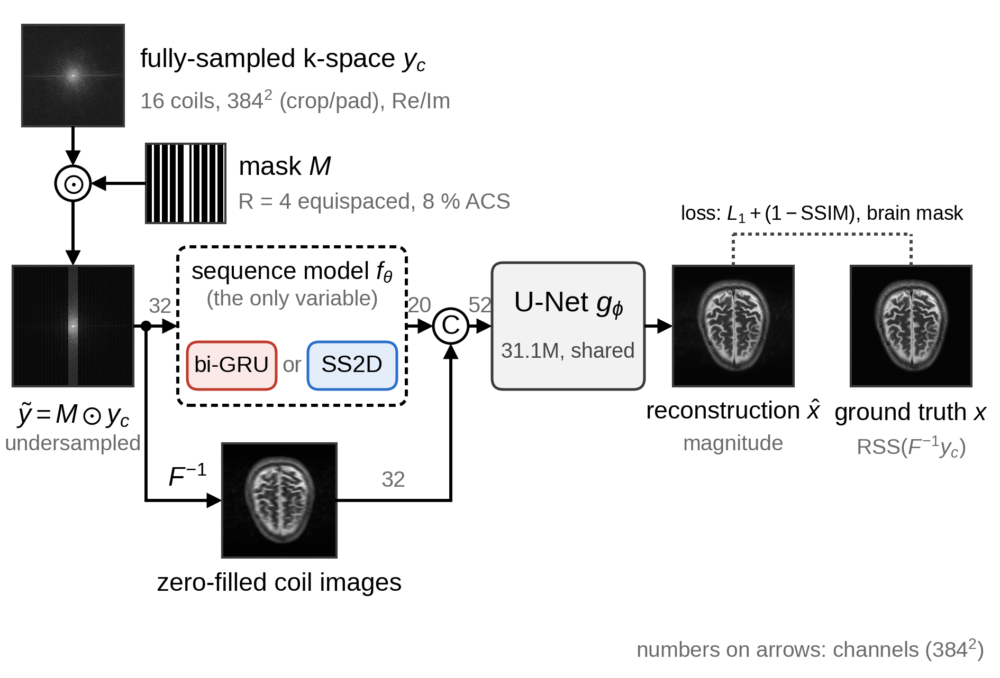 fully-sampled k-space y_c
16 coils, 384² (crop/pad), Re/Im
⊙
mask M
R = 4 equispaced, 8 % ACS
loss: L₁ + (1 − SSIM), brain mask
sequence model f_θ
(the only variable)
32
20
C
52
U-Net g_ϕ
31.1M, shared
bi-GRU or SS2D
ỹ = M ⊙ y_c
undersampled
reconstruction x̂
magnitude
ground truth x
RSS(F⁻¹y_c)
F⁻¹
32
zero-filled coil images
numbers on arrows: channels (384²)